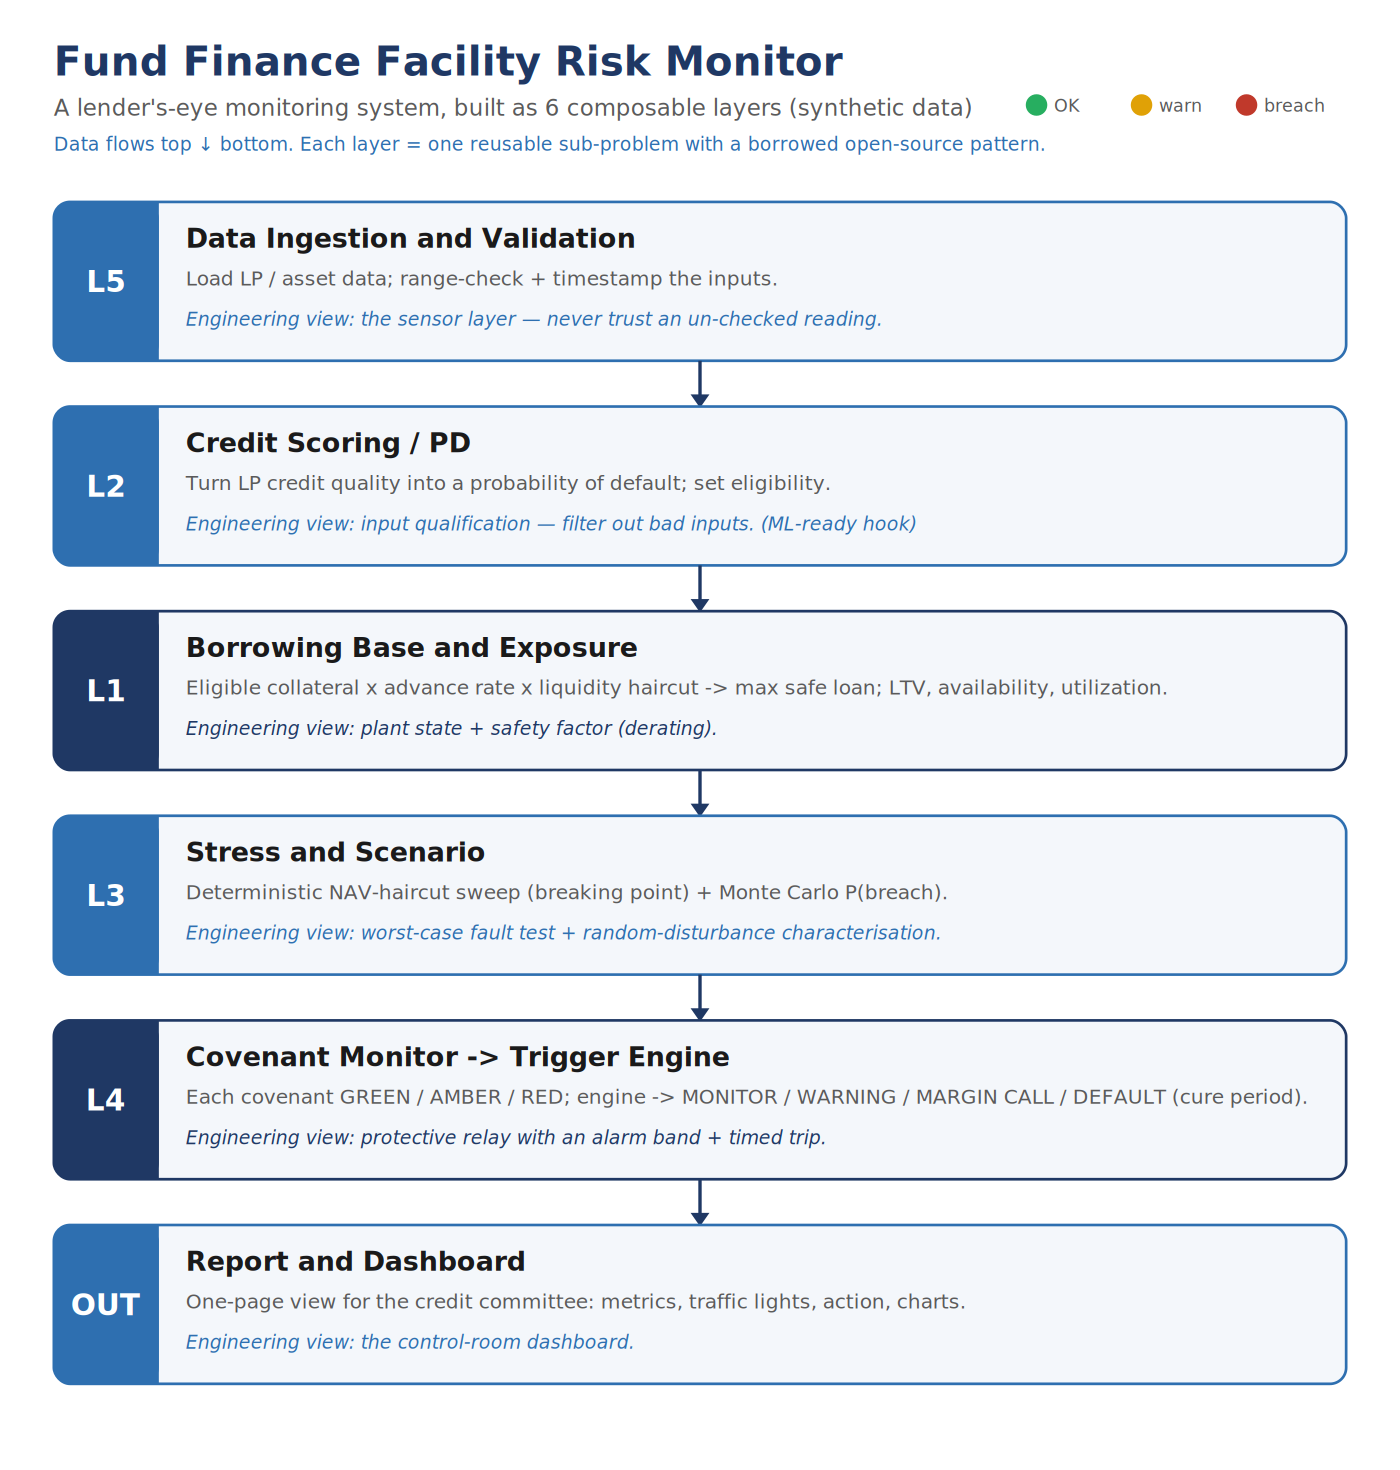 Fund Finance Facility Risk Monitor
A lender's-eye monitoring system, built as 6 composable layers (synthetic data)
OK
warn
breach
Data flows top ↓ bottom. Each layer = one reusable sub-problem with a borrowed open-source pattern.
L5
Data Ingestion and Validation
Load LP / asset data; range-check + timestamp the inputs.
Engineering view: the sensor layer — never trust an un-checked reading.
L2
Credit Scoring / PD
Turn LP credit quality into a probability of default; set eligibility.
Engineering view: input qualification — filter out bad inputs. (ML-ready hook)
L1
Borrowing Base and Exposure
Eligible collateral x advance rate x liquidity haircut -> max safe loan; LTV, availability, utilization.
Engineering view: plant state + safety factor (derating).
L3
Stress and Scenario
Deterministic NAV-haircut sweep (breaking point) + Monte Carlo P(breach).
Engineering view: worst-case fault test + random-disturbance characterisation.
L4
Covenant Monitor -> Trigger Engine
Each covenant GREEN / AMBER / RED; engine -> MONITOR / WARNING / MARGIN CALL / DEFAULT (cure period).
Engineering view: protective relay with an alarm band + timed trip.
OUT
Report and Dashboard
One-page view for the credit committee: metrics, traffic lights, action, charts.
Engineering view: the control-room dashboard.